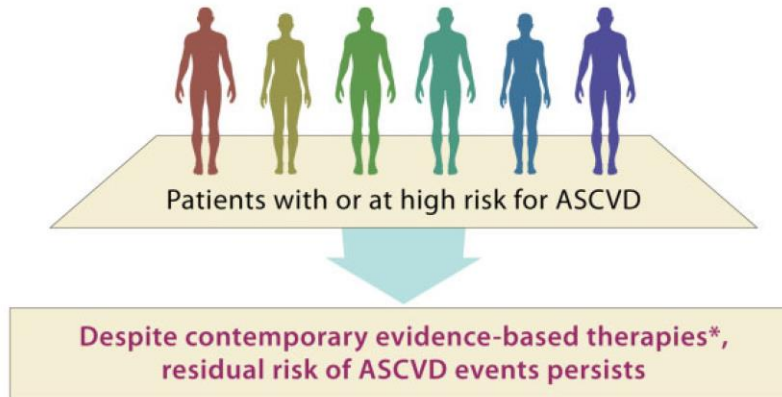 Patients with or at high risk for ASCVD
Despite contemporary evidence-based therapies*,
residual risk of ASCVD events persists